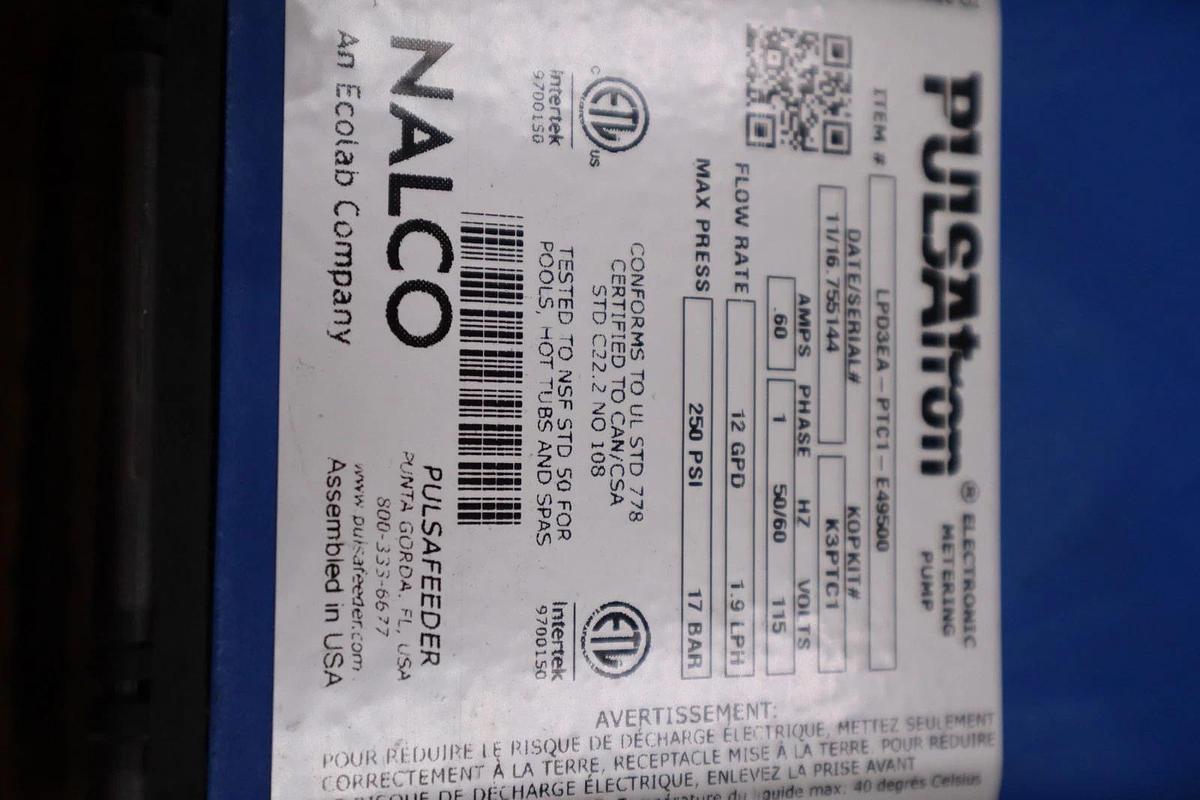 PULSAtron® ELECTRONIC METERING PUMP
ITEM # LPD3EA-PTC1-E49500
DATE/SERIAL# KOPKIT#
11/16.755144 K3PTC1
AMPS PHASE HZ VOLTS
.60 1 50/60 115
FLOW RATE 12 GPD 1.9 LPH
MAX PRESS 250 PSI 17 BAR
C ETL US
Intertek
9700150
CONFORMS TO UL STD 778
CERTIFIED TO CAN/CSA
STD C22.2 NO 108
TESTED TO NSF STD 50 FOR
POOLS, HOT TUBS AND SPAS
ETL
Intertek
9700150
NALCO
An Ecolab Company
PULSAFEEDER
PUNTA GORDA, FL, USA
800-333-6677
www.pulsafeeder.com
Assembled in USA
AVERTISSEMENT:
POUR RÉDUIRE LE RISQUE DE DÉCHARGE ÉLECTRIQUE, METTEZ SEULEMENT
CORRECTEMENT À LA TERRE, RECEPTACLE MISE À LA TERRE. POUR RÉDUIRE
RISQUE DE DÉCHARGE ÉLECTRIQUE, ENLEVEZ LA PRISE AVANT
du liquide max: 40 degrés Celsius